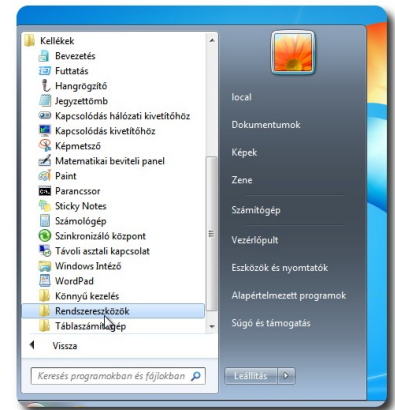 Kellékek
Bevezetés
Futtatás
Hangrögzítő
Jegyzettömb
Kapcsolódás hálózati kivetítőhöz
Kapcsolódás kivetítőhöz
Képmetsző
Matematikai beviteli panel
Paint
Parancssor
Sticky Notes
Számológép
Szinkronizáló központ
Távoli asztali kapcsolat
Windows Intéző
WordPad
Könnyű kezelés
Rendszereszközök
Táblaszámítógép
Vissza
Keresés programokban és fájlokban
local
Dokumentumok
Képek
Zene
Számítógép
Vezérlőpult
Eszközök és nyomtatók
Alapértelmezett programok
Súgó és támogatás
Leállítás